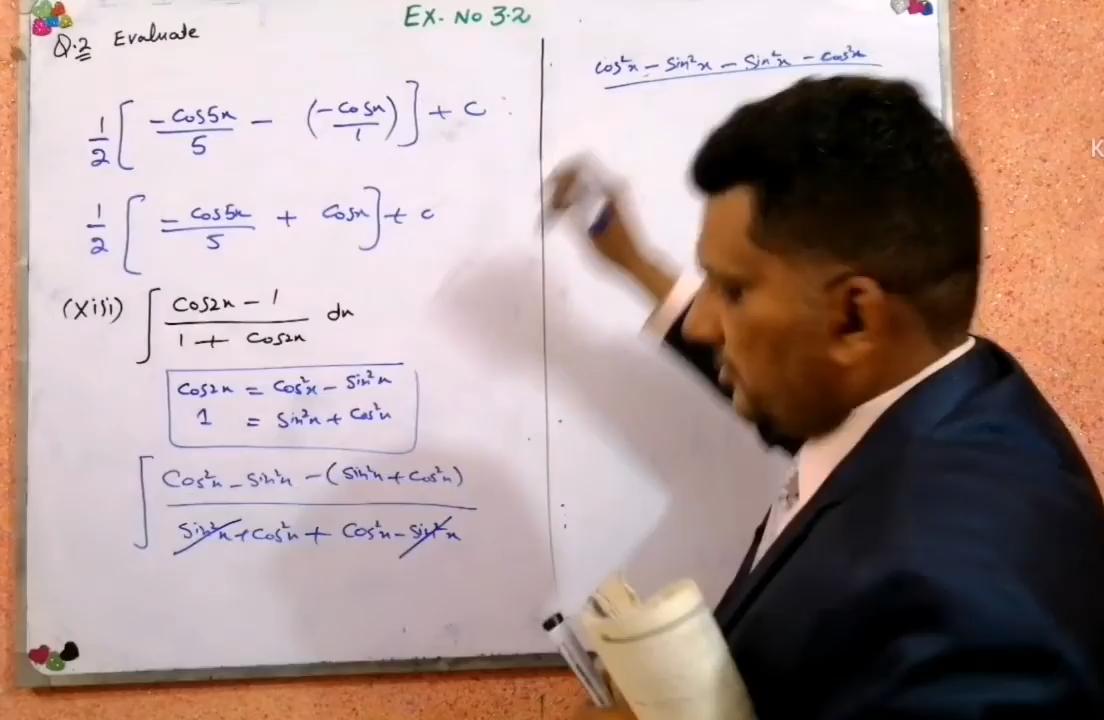 Ex. No 3.2
Q.2 Evaluate
1/2 [ -cos5x/5 - (-cosx/1) ] + c
1/2 [ -cos5x/5 + cosx ] + c
(xiii) ∫ cos2x - 1 / 1 + cos2x dx
cos2x = cos²x - sin²x
1 = sin²x + cos²x
∫ cos²x - sin²x - (sin²x + cos²x) / sin²x + cos²x + cos²x - sin²x
cos²x - sin²x - sin²x - cos²x
K